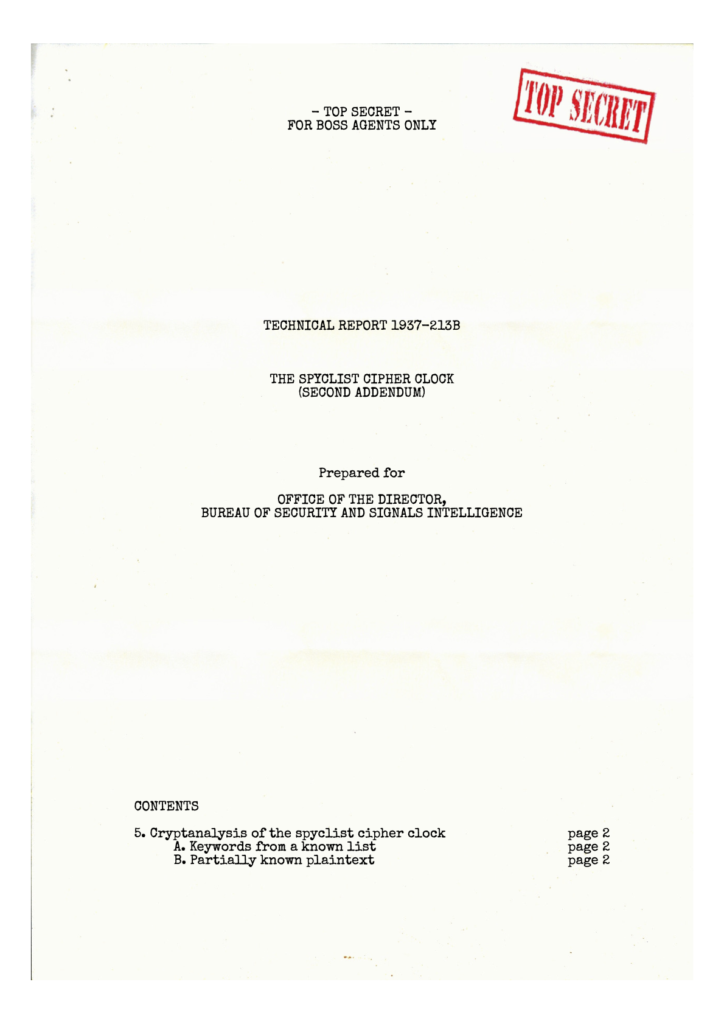 – TOP SECRET –
FOR BOSS AGENTS ONLY
TOP SECRET
TECHNICAL REPORT 1937–213B
THE SPYCLIST CIPHER CLOCK
(SECOND ADDENDUM)
Prepared for
OFFICE OF THE DIRECTOR,
BUREAU OF SECURITY AND SIGNALS INTELLIGENCE
CONTENTS
5. Cryptanalysis of the spyclist cipher clock page 2
A. Keywords from a known list page 2
B. Partially known plaintext page 2